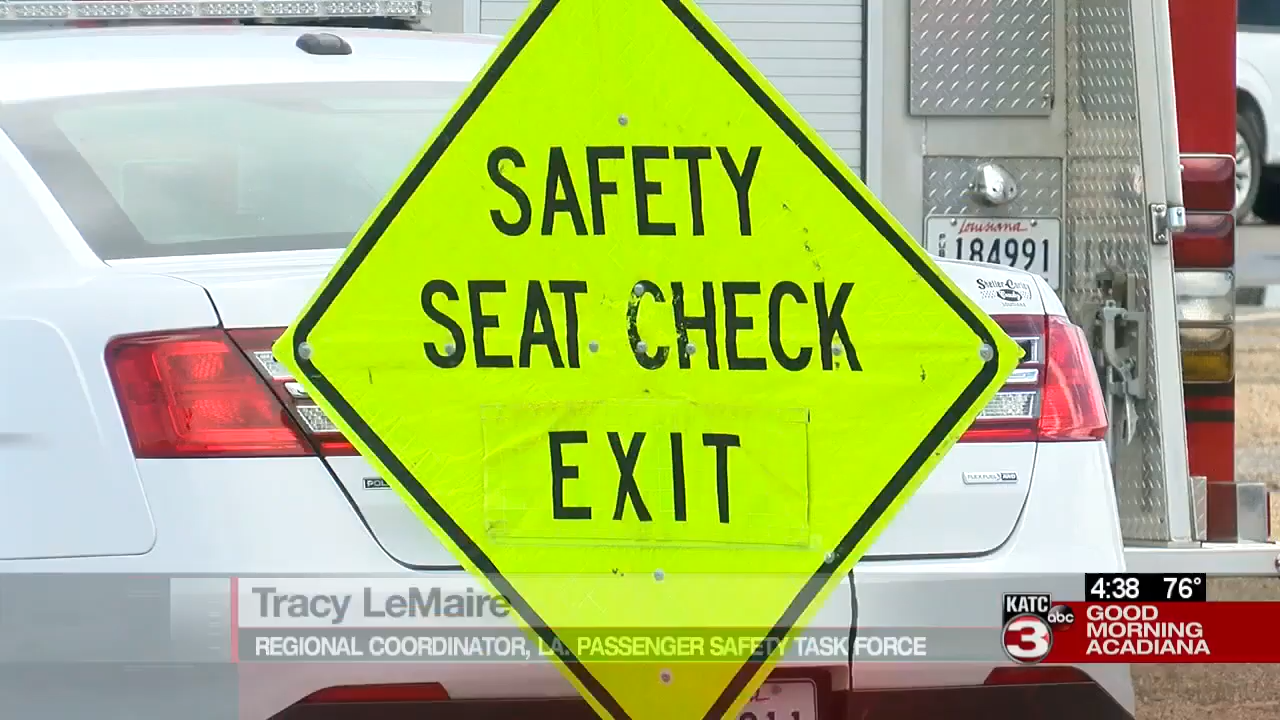 SAFETY
SEAT CHECK
EXIT
Louisiana
184991
Tracy LeMaire
REGIONAL COORDINATOR, LA. PASSENGER SAFETY TASK FORCE
4:38 76°
KATC
3
abc
GOOD
MORNING
ACADIANA